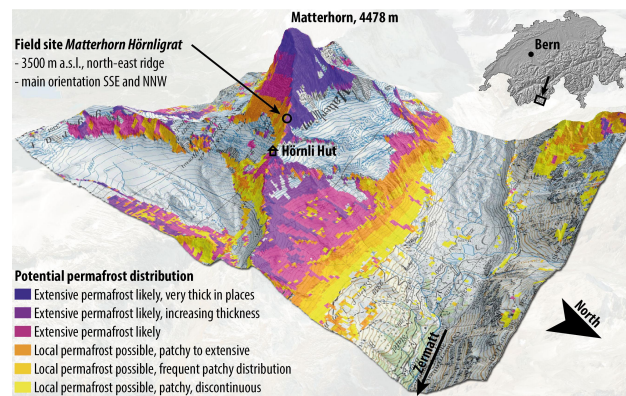 Matterhorn, 4478 m
Field site Matterhorn Hörnligrat
- 3500 m a.s.l., north-east ridge
- main orientation SSE and NNW
Bern
Hörnli Hut
Potential permafrost distribution
Extensive permafrost likely, very thick in places
Extensive permafrost likely, increasing thickness
Extensive permafrost likely
Local permafrost possible, patchy to extensive
Local permafrost possible, frequent patchy distribution
Local permafrost possible, patchy, discontinuous
Zermatt
North